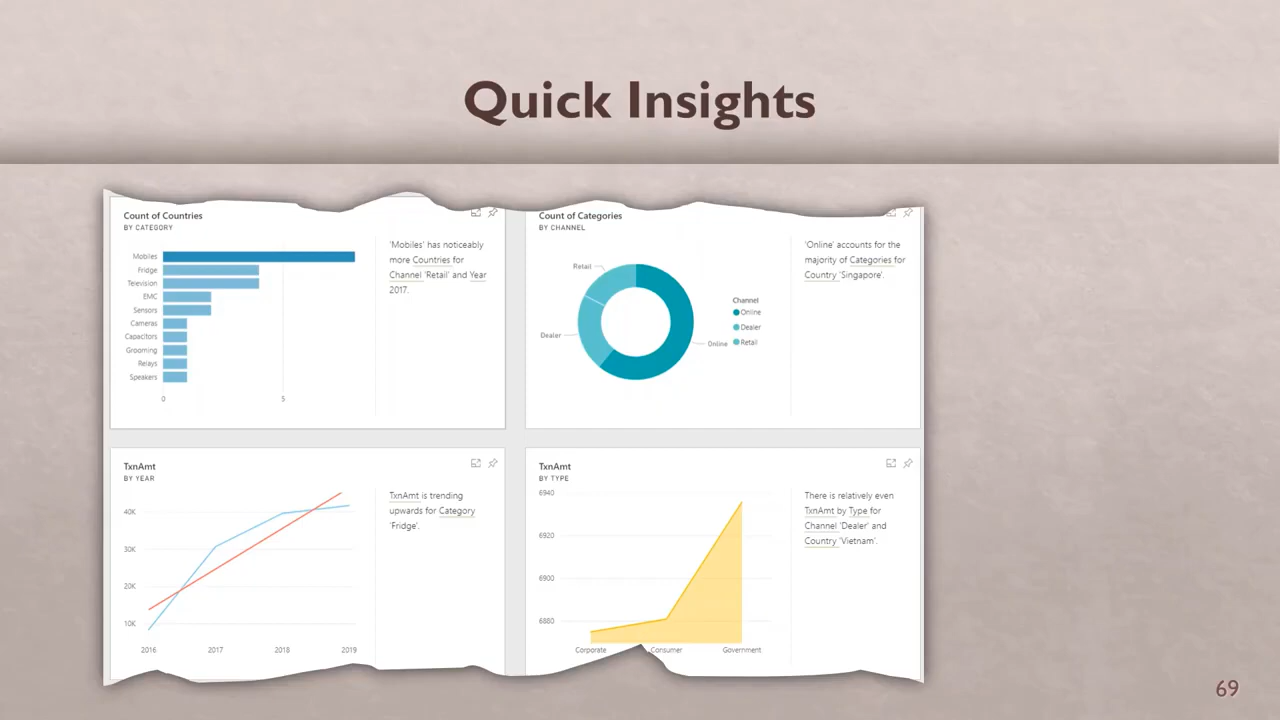 Quick Insights
Count of Countries
BY CATEGORY
Mobiles
Fridge
Television
EMC
Sensors
Cameras
Capacitors
Grooming
Relays
Speakers
0 5
'Mobiles' has noticeably
more Countries for
Channel 'Retail' and Year
2017.
Count of Categories
BY CHANNEL
Retail
Dealer
Online
Channel
Online
Dealer
Retail
'Online' accounts for the
majority of Categories for
Country 'Singapore'.
TxnAmt
BY YEAR
40K
30K
20K
10K
2016 2017 2018 2019
TxnAmt is trending
upwards for Category
'Fridge'.
TxnAmt
BY TYPE
6940
6920
6900
6880
Corporate Consumer Government
There is relatively even
TxnAmt by Type for
Channel 'Dealer' and
Country 'Vietnam'.
69